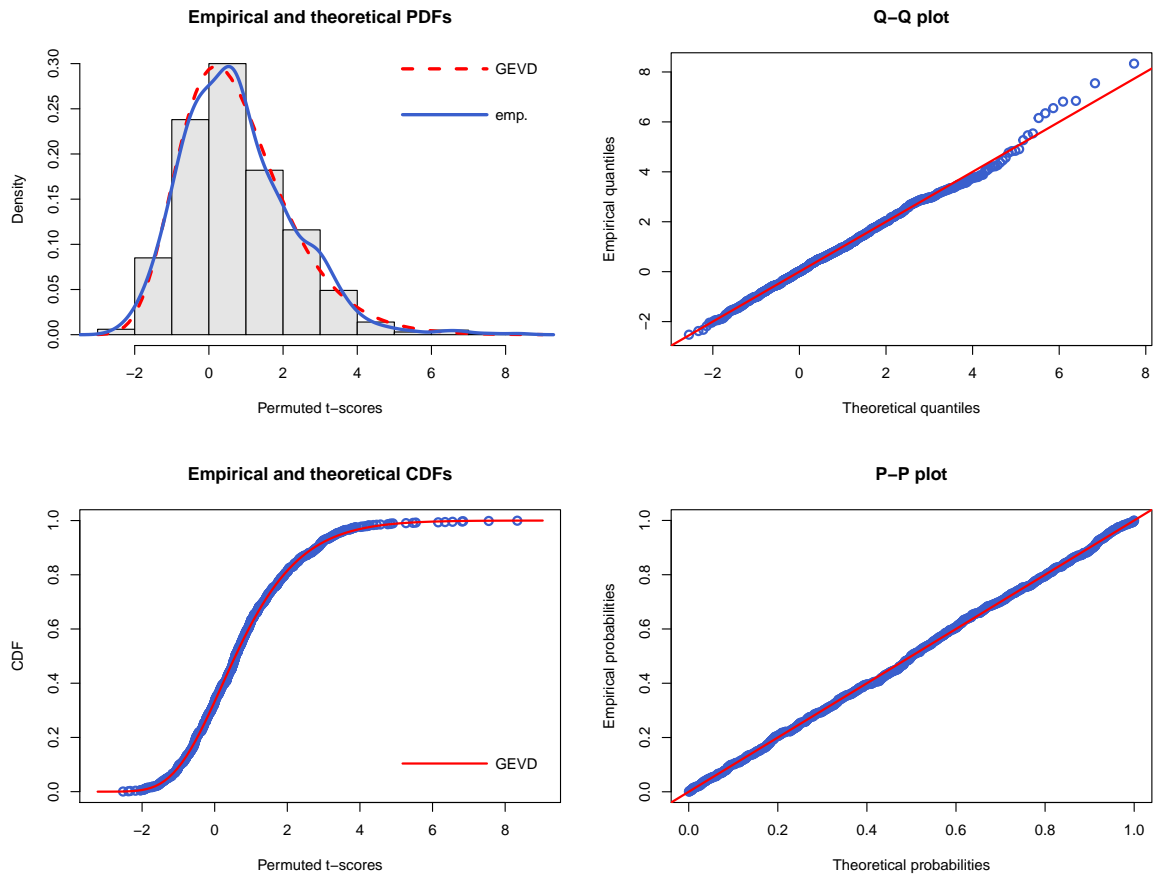 Empirical and theoretical PDFs
Density
0.00 0.05 0.10 0.15 0.20 0.25 0.30
GEVD
emp.
−2 0 2 4 6 8
Permuted t−scores
Q−Q plot
Empirical quantiles
−2 0 2 4 6 8
−2 0 2 4 6 8
Theoretical quantiles
Empirical and theoretical CDFs
CDF
0.0 0.2 0.4 0.6 0.8 1.0
GEVD
−2 0 2 4 6 8
Permuted t−scores
P−P plot
Empirical probabilities
0.0 0.2 0.4 0.6 0.8 1.0
0.0 0.2 0.4 0.6 0.8 1.0
Theoretical probabilities